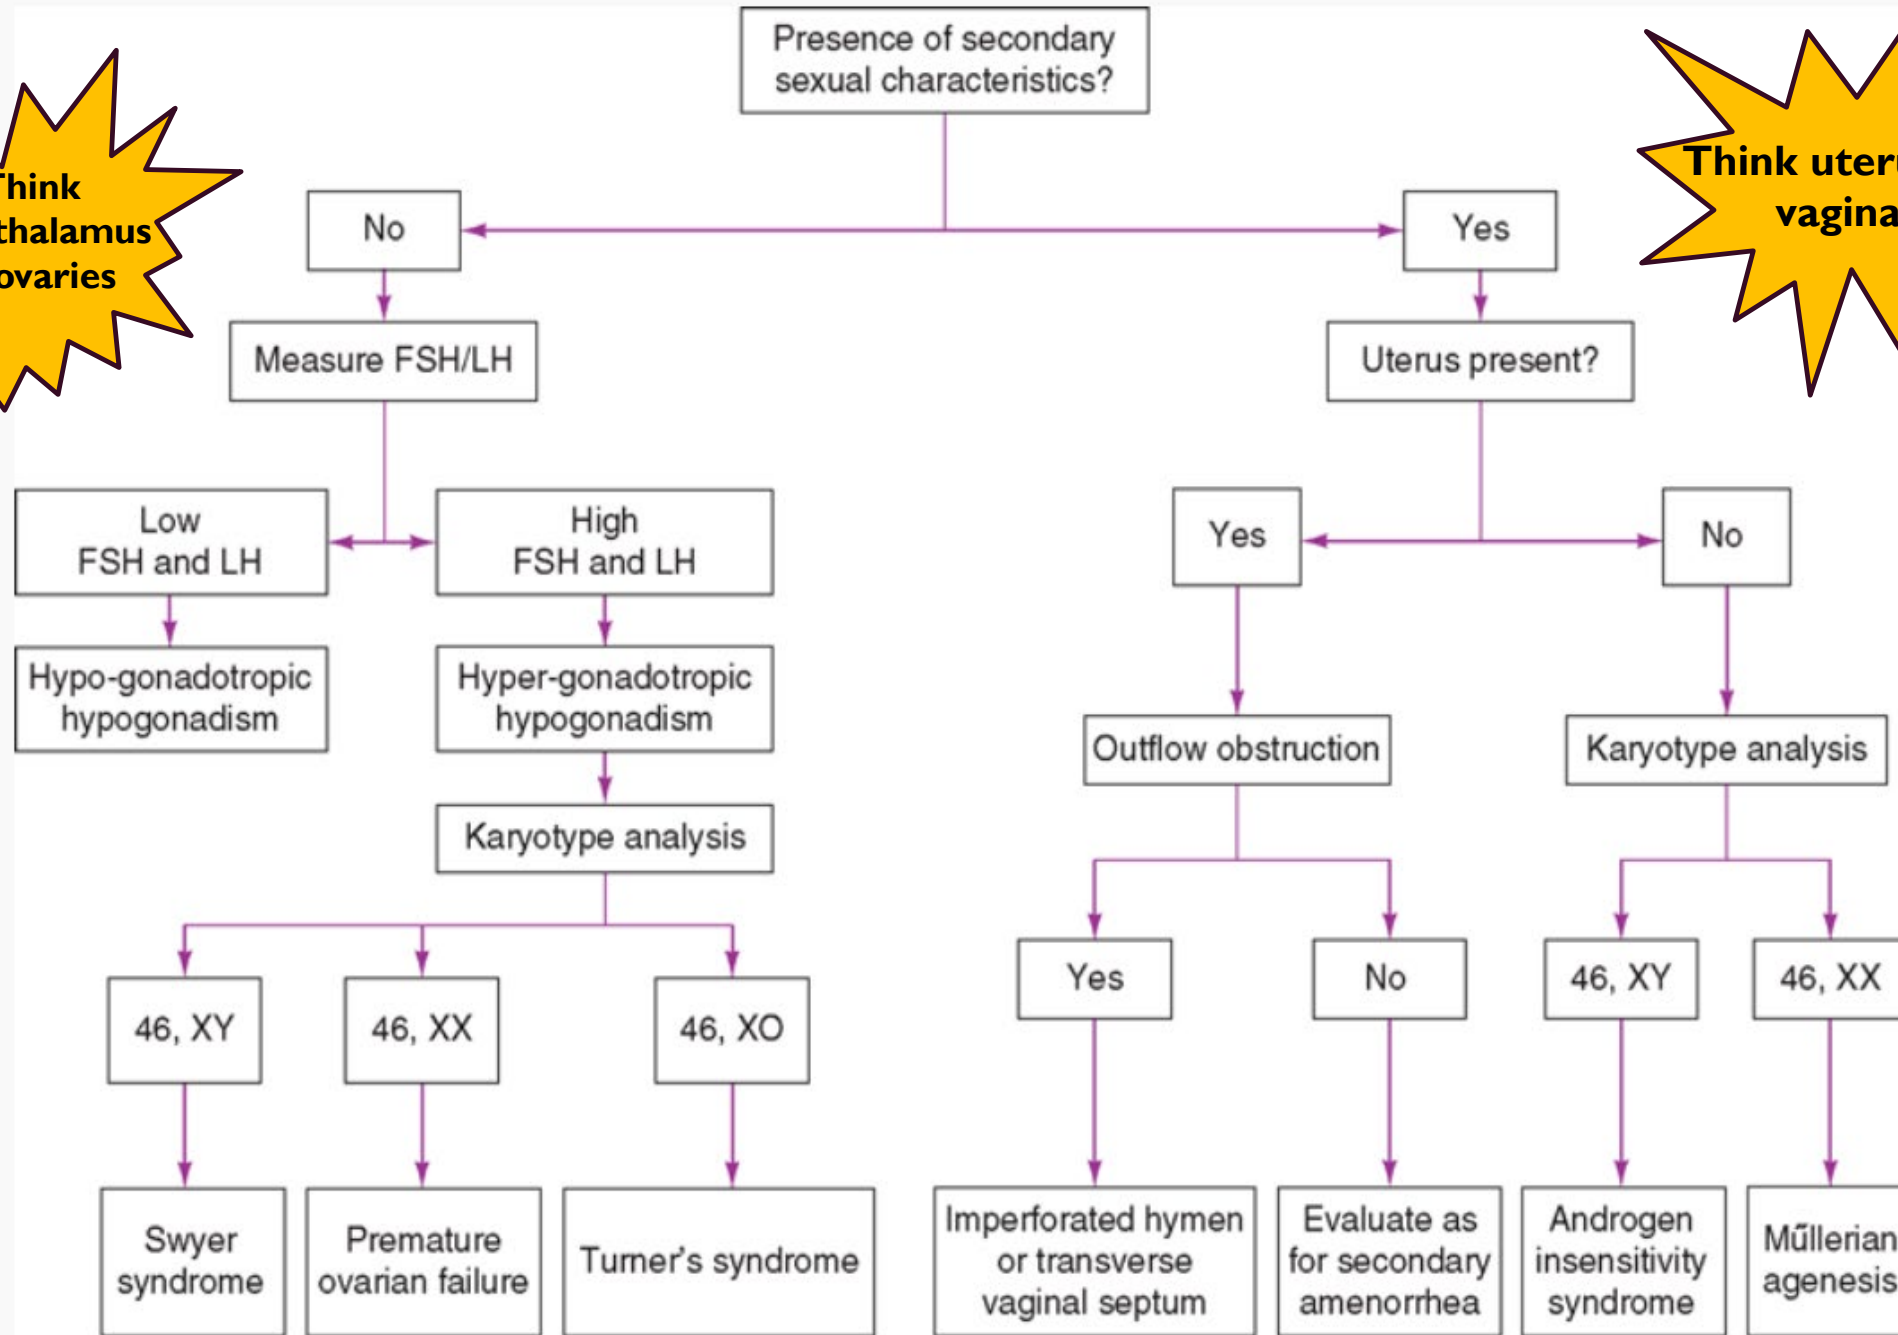 Presence of secondary
sexual characteristics?
Think
thalamus
ovaries
Think uter
vagina
No
Yes
Measure FSH/LH
Uterus present?
Low
FSH and LH
High
FSH and LH
Yes
No
Hypo-gonadotropic
hypogonadism
Hyper-gonadotropic
hypogonadism
Outflow obstruction
Karyotype analysis
Karyotype analysis
Yes
No
46, XY
46, XX
46, XY
46, XX
46, XO
Swyer
syndrome
Premature
ovarian failure
Turner's syndrome
Imperforated hymen
or transverse
vaginal septum
Evaluate as
for secondary
amenorrhea
Androgen
insensitivity
syndrome
Műllerian
agenesis